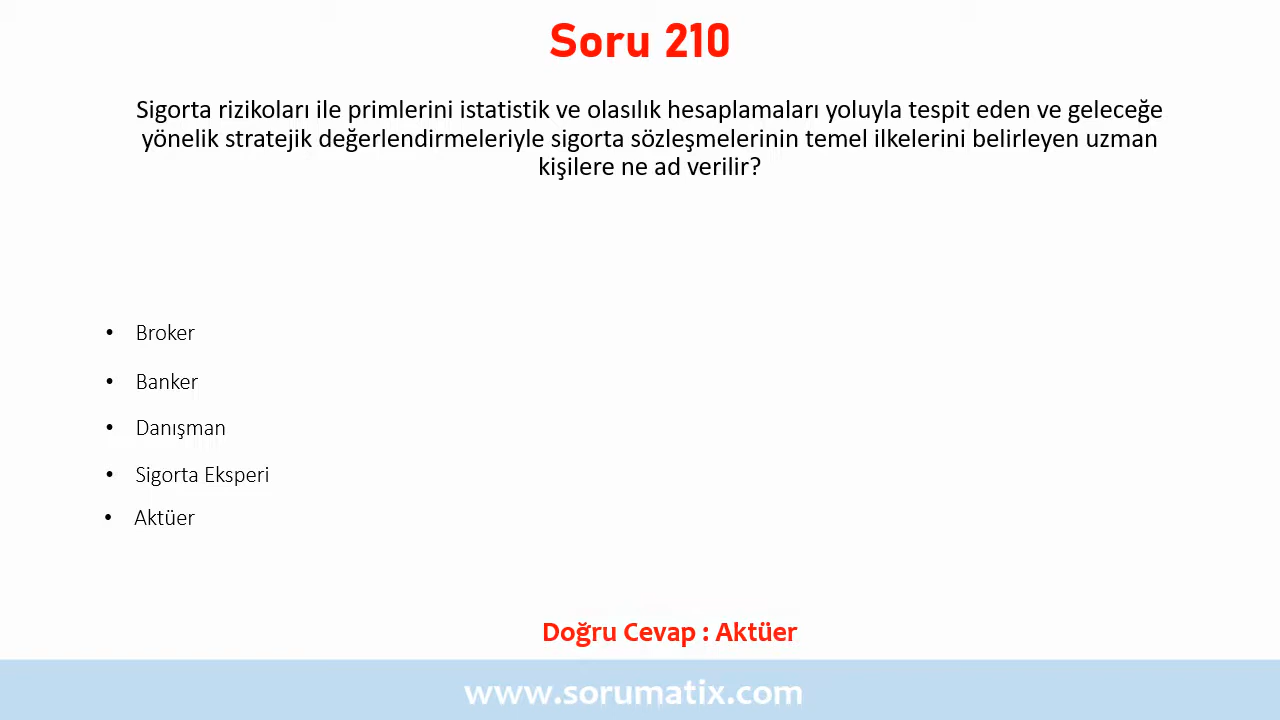 Soru 210
Sigorta rizikoları ile primlerini istatistik ve olasılık hesaplamaları yoluyla tespit eden ve geleceğe
yönelik stratejik değerlendirmeleriyle sigorta sözleşmelerinin temel ilkelerini belirleyen uzman
kişilere ne ad verilir?
• Broker
• Banker
• Danışman
• Sigorta Eksperi
• Aktüer
Doğru Cevap : Aktüer
www.sorumatix.com